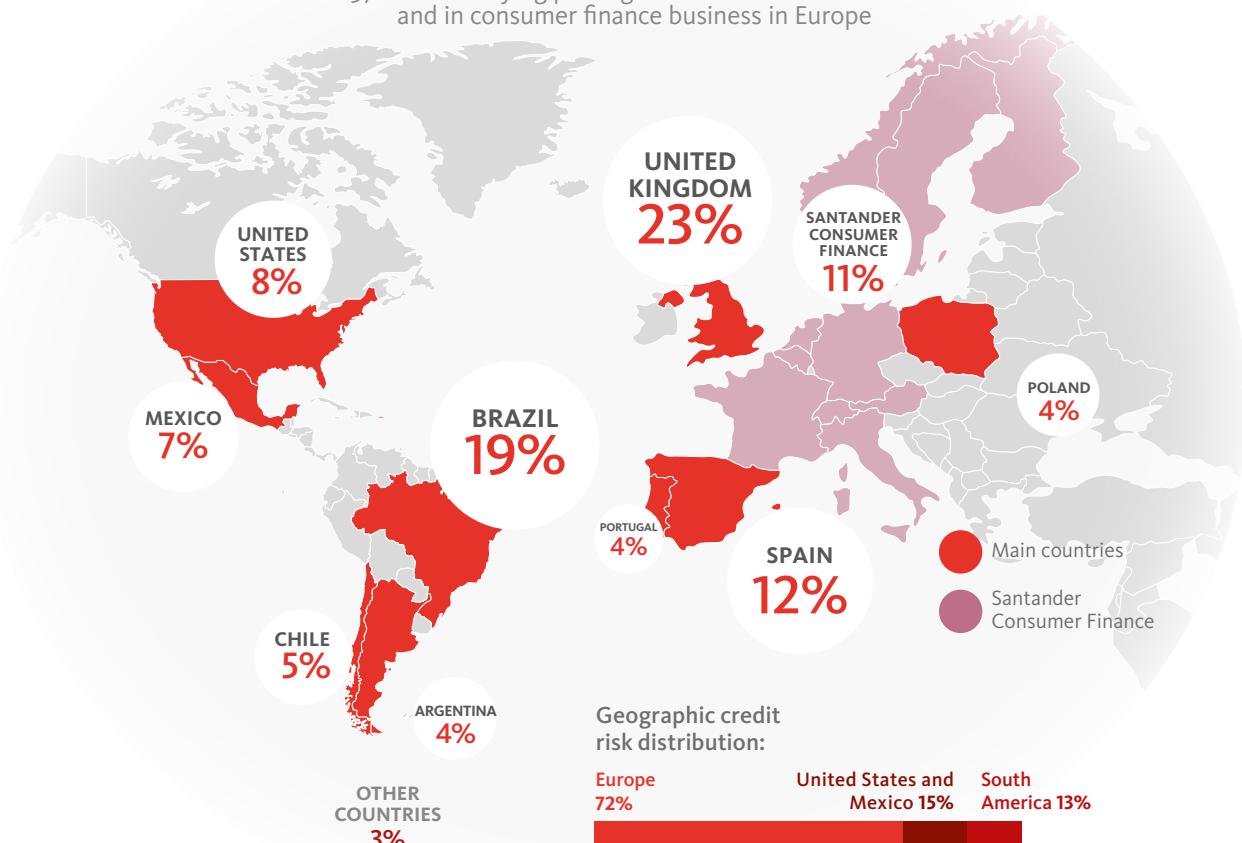 and in consumer finance business in Europe
UNITED
KINGDOM
23%
UNITED
STATES
8%
SANTANDER
CONSUMER
FINANCE
11%
MEXICO
7%
BRAZIL
19%
POLAND
4%
PORTUGAL
4%
SPAIN
12%
Main countries
Santander
Consumer Finance
CHILE
5%
ARGENTINA
4%
OTHER
COUNTRIES
3%
Geographic credit
risk distribution:
Europe
72%
United States and
Mexico 15%
South
America 13%